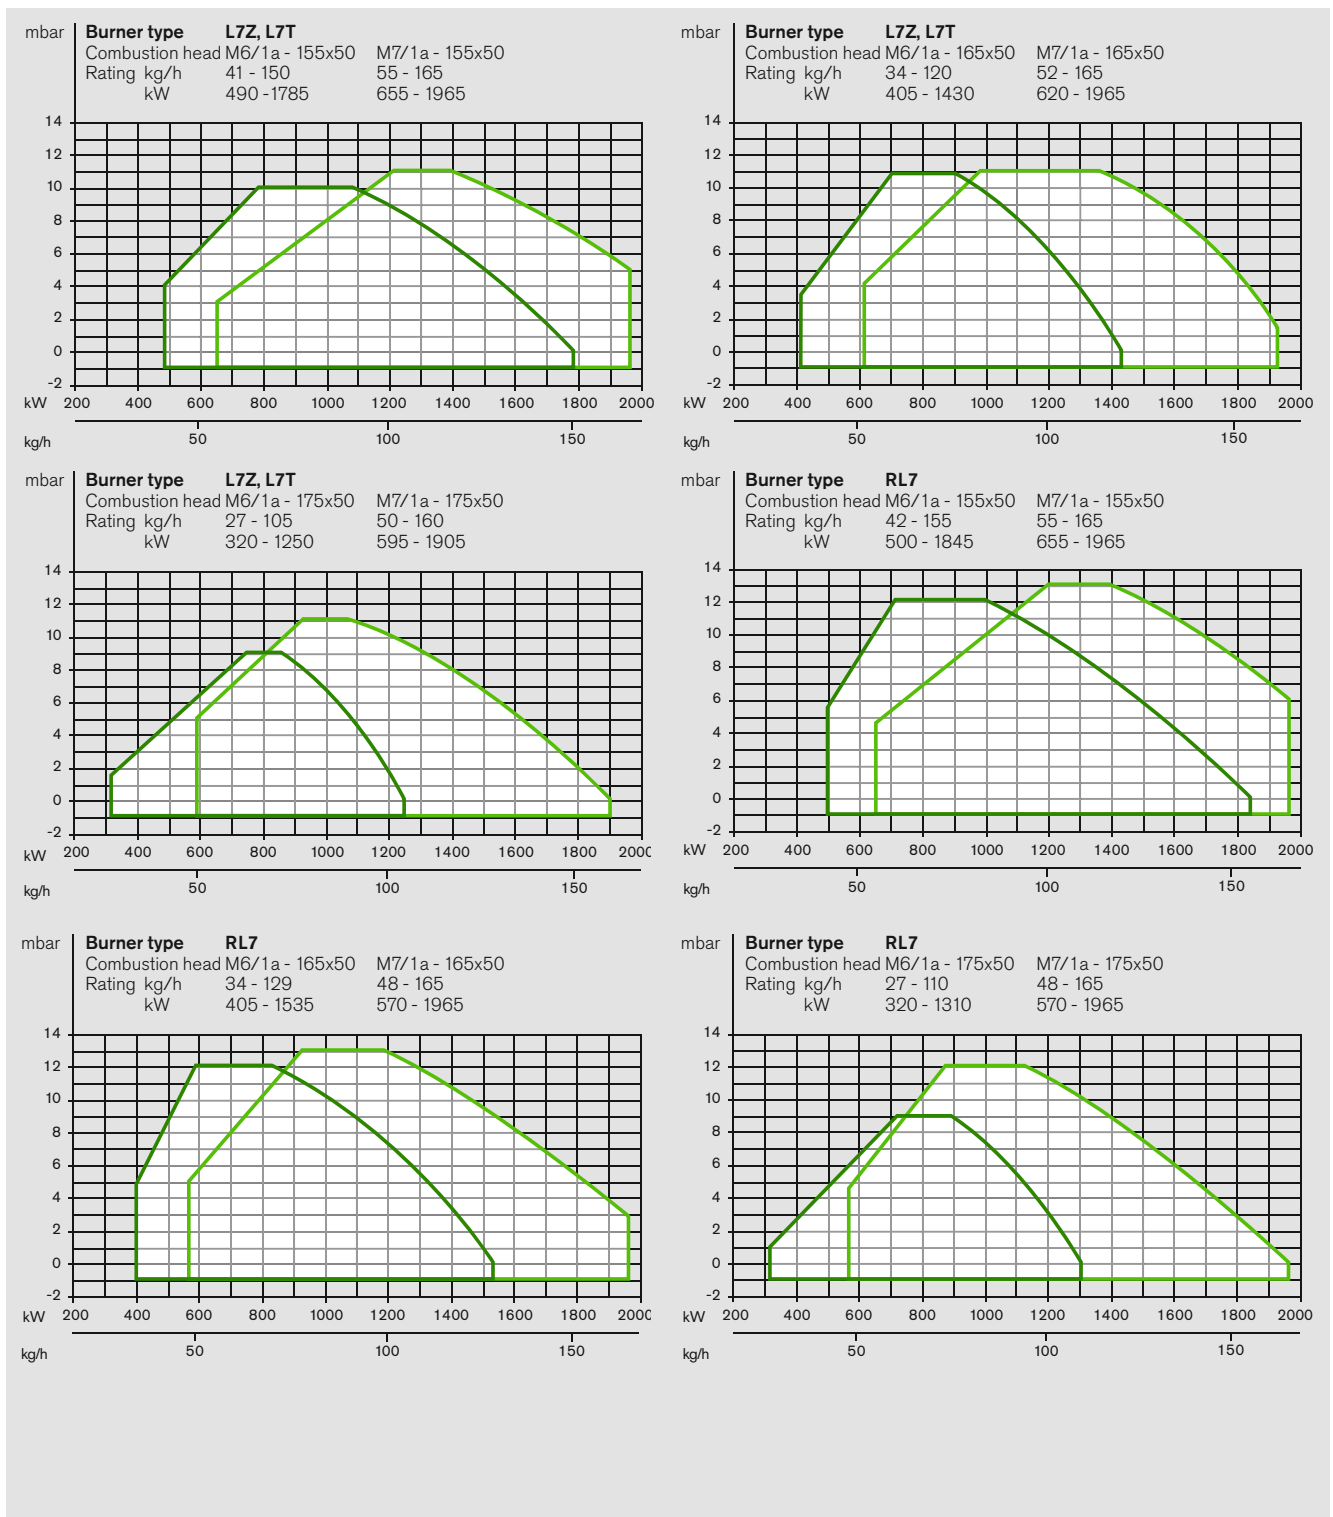 mbar Burner type L7Z, L7T
Combustion head M6/1a - 155x50 M7/1a - 155x50
Rating kg/h 41 - 150 55 - 165
kW 490 -1785 655 - 1965
14
12
10
8
6
4
2
0
-2
kW 200 400 600 800 1000 1200 1400 1600 1800 2000
kg/h 50 100 150
mbar Burner type L7Z, L7T
Combustion head M6/1a - 165x50 M7/1a - 165x50
Rating kg/h 34 - 120 52 - 165
kW 405 - 1430 620 - 1965
14
12
10
8
6
4
2
0
-2
kW 200 400 600 800 1000 1200 1400 1600 1800 2000
kg/h 50 100 150
mbar Burner type L7Z, L7T
Combustion head M6/1a - 175x50 M7/1a - 175x50
Rating kg/h 27 - 105 50 - 160
kW 320 - 1250 595 - 1905
14
12
10
8
6
4
2
0
-2
kW 200 400 600 800 1000 1200 1400 1600 1800 2000
kg/h 50 100 150
mbar Burner type RL7
Combustion head M6/1a - 155x50 M7/1a - 155x50
Rating kg/h 42 - 155 55 - 165
kW 500 - 1845 655 - 1965
14
12
10
8
6
4
2
0
-2
kW 200 400 600 800 1000 1200 1400 1600 1800 2000
kg/h 50 100 150
mbar Burner type RL7
Combustion head M6/1a - 165x50 M7/1a - 165x50
Rating kg/h 34 - 129 48 - 165
kW 405 - 1535 570 - 1965
14
12
10
8
6
4
2
0
-2
kW 200 400 600 800 1000 1200 1400 1600 1800 2000
kg/h 50 100 150
mbar Burner type RL7
Combustion head M6/1a - 175x50 M7/1a - 175x50
Rating kg/h 27 - 110 48 - 165
kW 320 - 1310 570 - 1965
14
12
10
8
6
4
2
0
-2
kW 200 400 600 800 1000 1200 1400 1600 1800 2000
kg/h 50 100 150